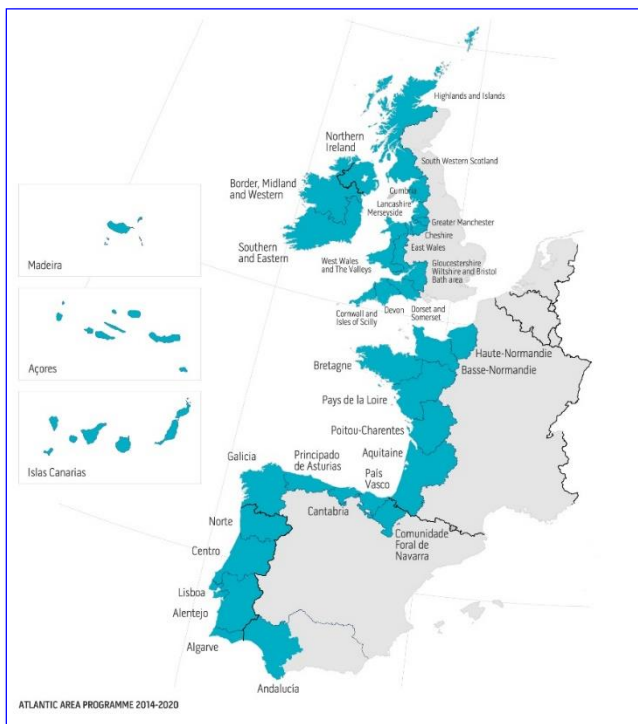 Highlands and Islands
Northern
Ireland
South Western Scotland
Border, Midland
and Western
Cumbria
Lancashire
Merseyside
Greater Manchester
Cheshire
East Wales
Southern
and Eastern
West Wales
and The Valleys
Gloucestershire
Wiltshire and Bristol
Bath area
Cornwall and
Isles of Scilly
Devon
Dorset and
Somerset
Madeira
Açores
Islas Canarias
Haute-Normandie
Basse-Normandie
Bretagne
Pays de la Loire
Poitou-Charentes
Aquitaine
País
Vasco
Principado
de Asturias
Galicia
Cantabria
Comunidade
Foral de
Navarra
Norte
Centro
Lisboa
Alentejo
Algarve
Andalucía
ATLANTIC AREA PROGRAMME 2014-2020